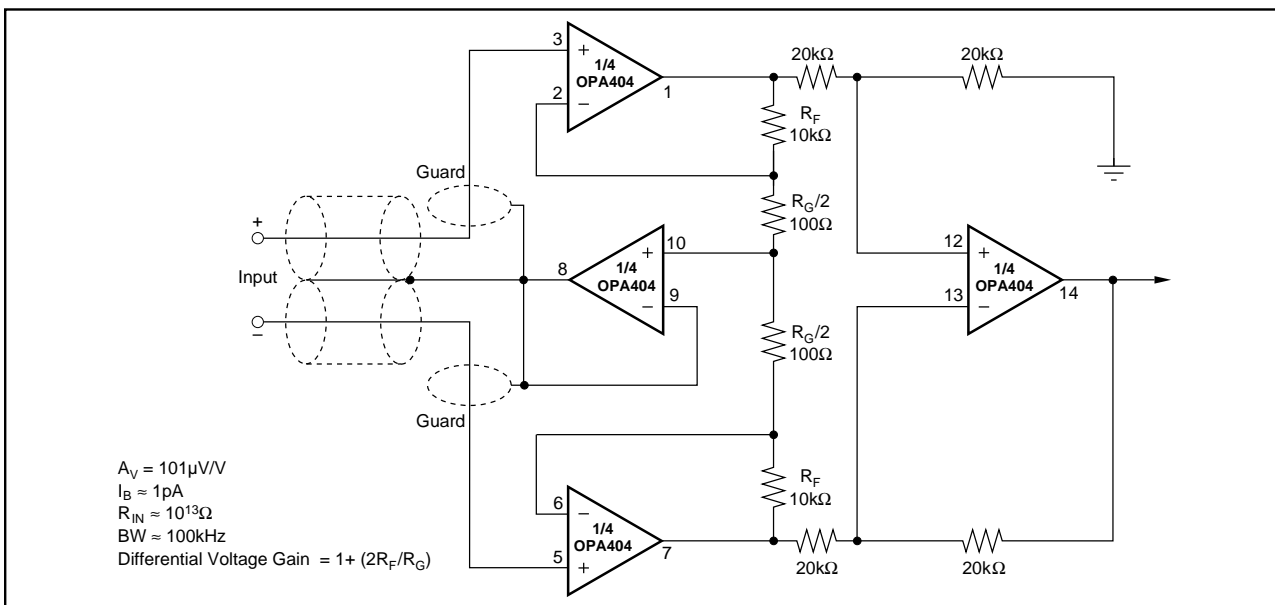 3
+
1/4
OPA404
2
−
1
20kΩ
20kΩ
R_F
10kΩ
Guard
R_G/2
100Ω
+
Input
−
8
1/4
OPA404
+
10
−
9
12
+
1/4
OPA404
13
−
14
R_G/2
100Ω
Guard
R_F
10kΩ
6
−
1/4
OPA404
5
+
7
20kΩ
20kΩ
A_V = 101µV/V
I_B ≈ 1pA
R_IN ≈ 10¹³Ω
BW ≈ 100kHz
Differential Voltage Gain = 1+ (2R_F/R_G)